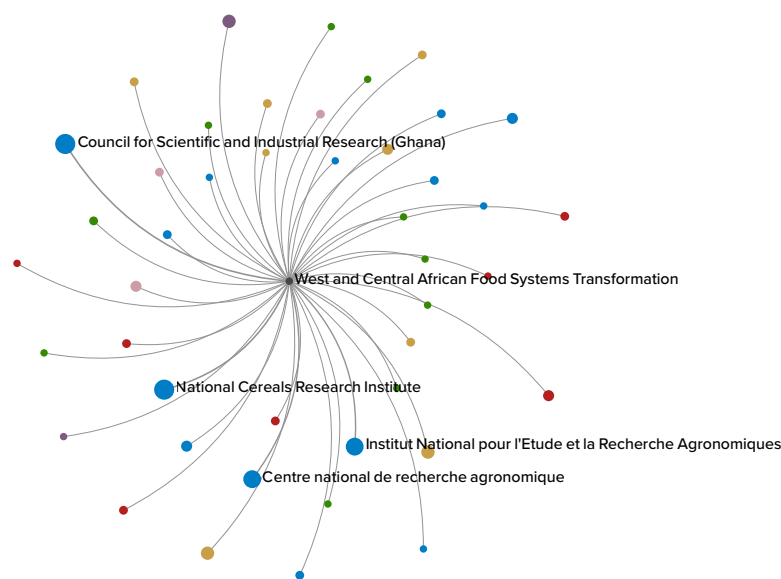 Council for Scientific and Industrial Research (Ghana)
West and Central African Food Systems Transformation
National Cereals Research Institute
Institut National pour l'Etude et la Recherche Agronomiques
Centre national de recherche agronomique